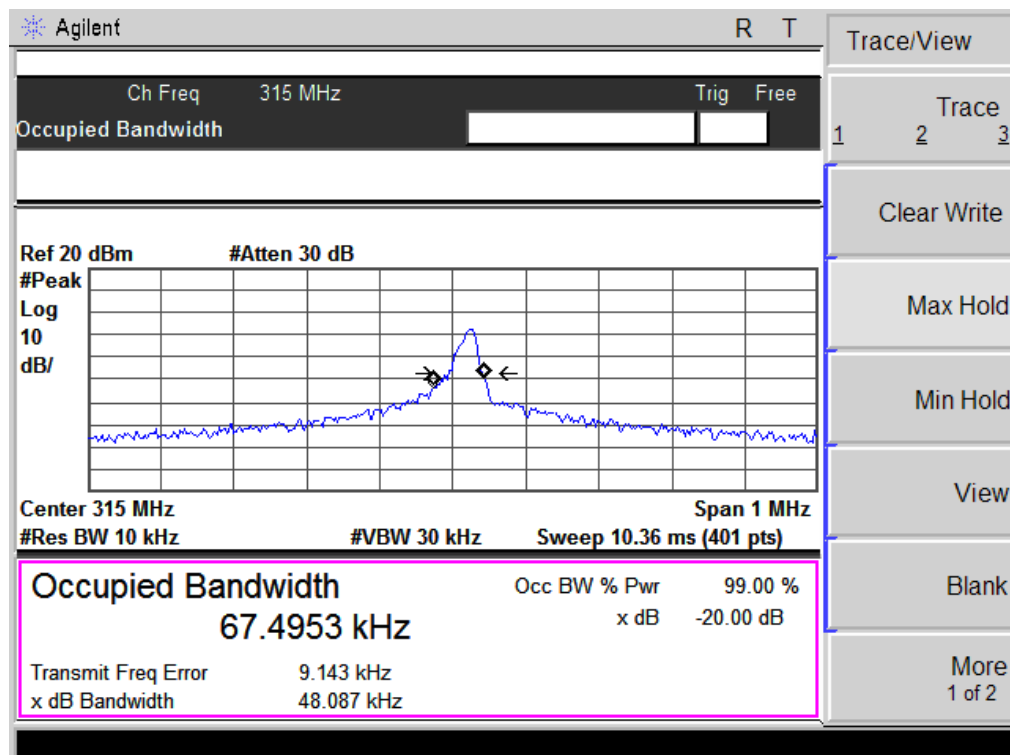 Agilent R T
Ch Freq 315 MHz Trig Free
Occupied Bandwidth
Ref 20 dBm #Atten 30 dB
#Peak
Log
10
dB/
Center 315 MHz Span 1 MHz
#Res BW 10 kHz #VBW 30 kHz Sweep 10.36 ms (401 pts)
Occupied Bandwidth Occ BW % Pwr 99.00 %
67.4953 kHz x dB -20.00 dB
Transmit Freq Error 9.143 kHz
x dB Bandwidth 48.087 kHz
Trace/View
Trace
1 2 3
Clear Write
Max Hold
Min Hold
View
Blank
More
1 of 2